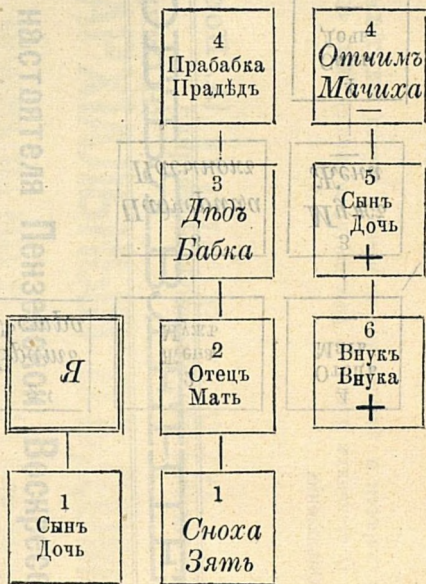 4
Прабабка
Прадѣдъ
4
Отчимъ
Мачиха
—
3
Дѣдъ
Бабка
5
Сынъ
Дочь
+
Я
2
Отецъ
Мать
6
Внукъ
Внука
+
1
Сынъ
Дочь
1
Сноха
Зять